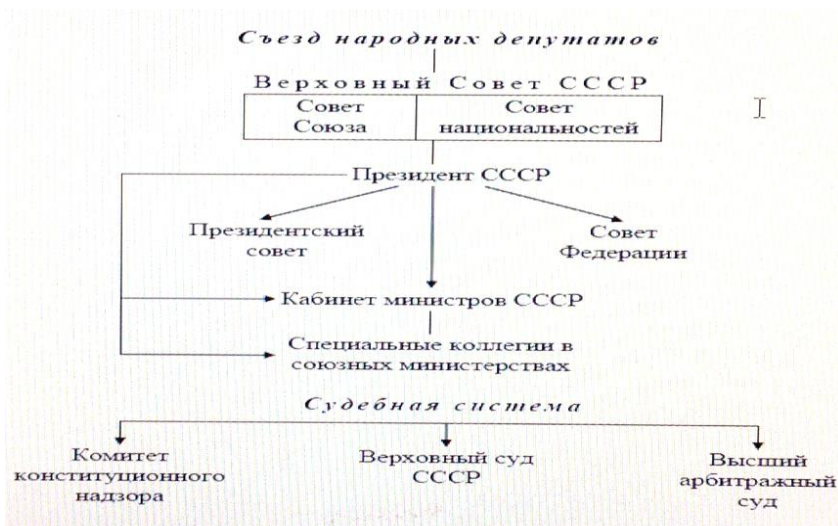 Съезд народных депутатов
Верховный Совет СССР
Совет
Союза
Совет
национальностей
Президент СССР
Президентский
совет
Совет
Федерации
Кабинет министров СССР
Специальные коллегии в
союзных министерствах
Судебная система
Комитет
конституционного
надзора
Верховный суд
СССР
Высший
арбитражный
суд